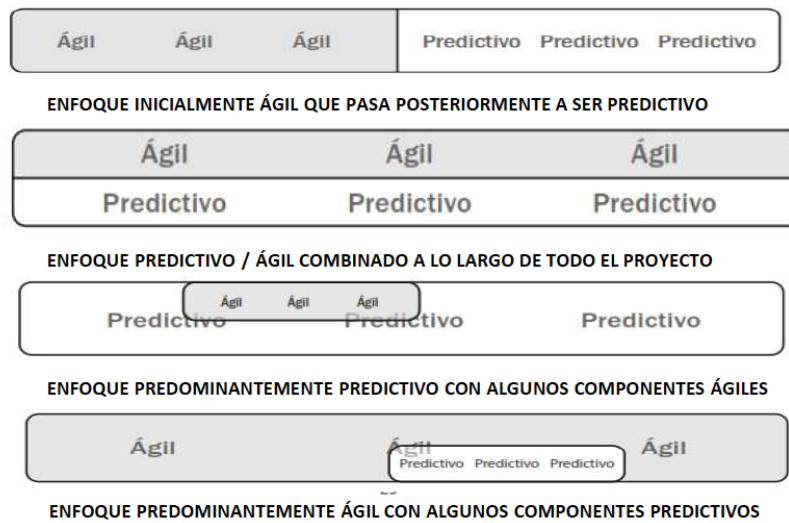 Ágil Ágil Ágil Predictivo Predictivo Predictivo
ENFOQUE INICIALMENTE ÁGIL QUE PASA POSTERIORMENTE A SER PREDICTIVO
Ágil Ágil Ágil
Predictivo Predictivo Predictivo
ENFOQUE PREDICTIVO / ÁGIL COMBINADO A LO LARGO DE TODO EL PROYECTO
Ágil Ágil Ágil
Predictivo Predictivo Predictivo
ENFOQUE PREDOMINANTEMENTE PREDICTIVO CON ALGUNOS COMPONENTES ÁGILES
Ágil Ágil Ágil
Predictivo Predictivo Predictivo
ENFOQUE PREDOMINANTEMENTE ÁGIL CON ALGUNOS COMPONENTES PREDICTIVOS